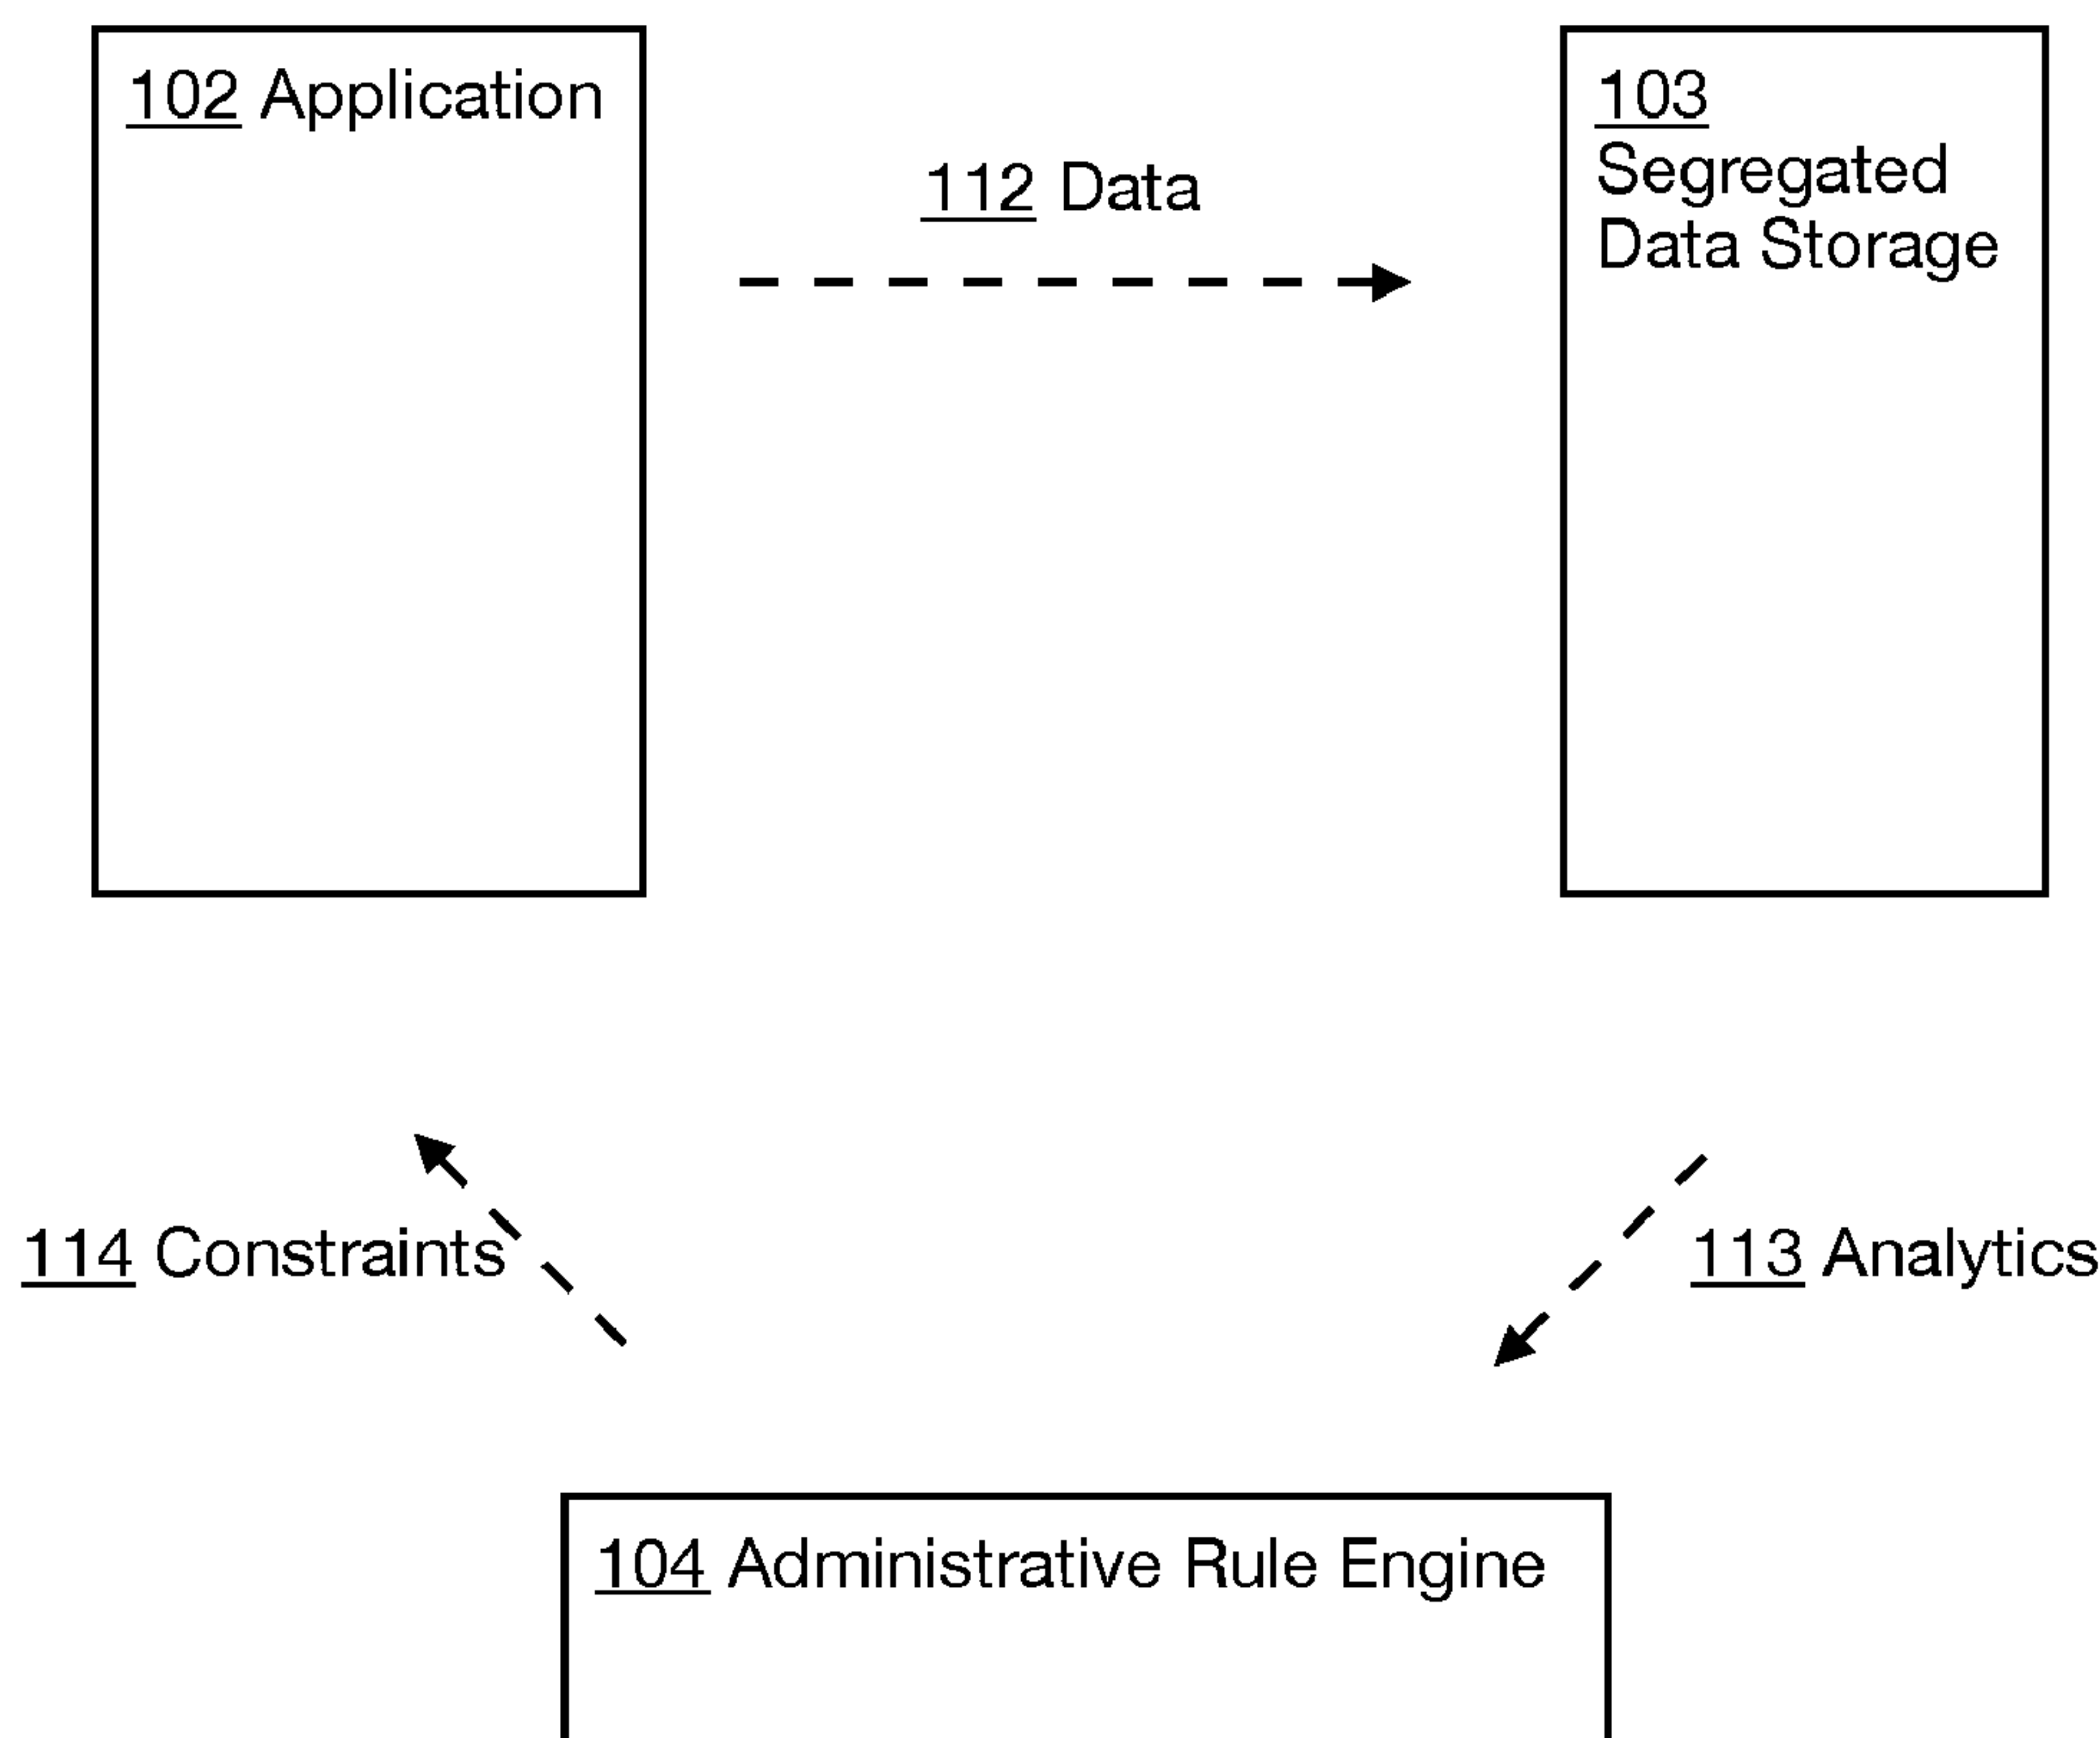 102 Application
103
Segregated
Data Storage
112 Data
114 Constraints
113 Analytics
104 Administrative Rule Engine